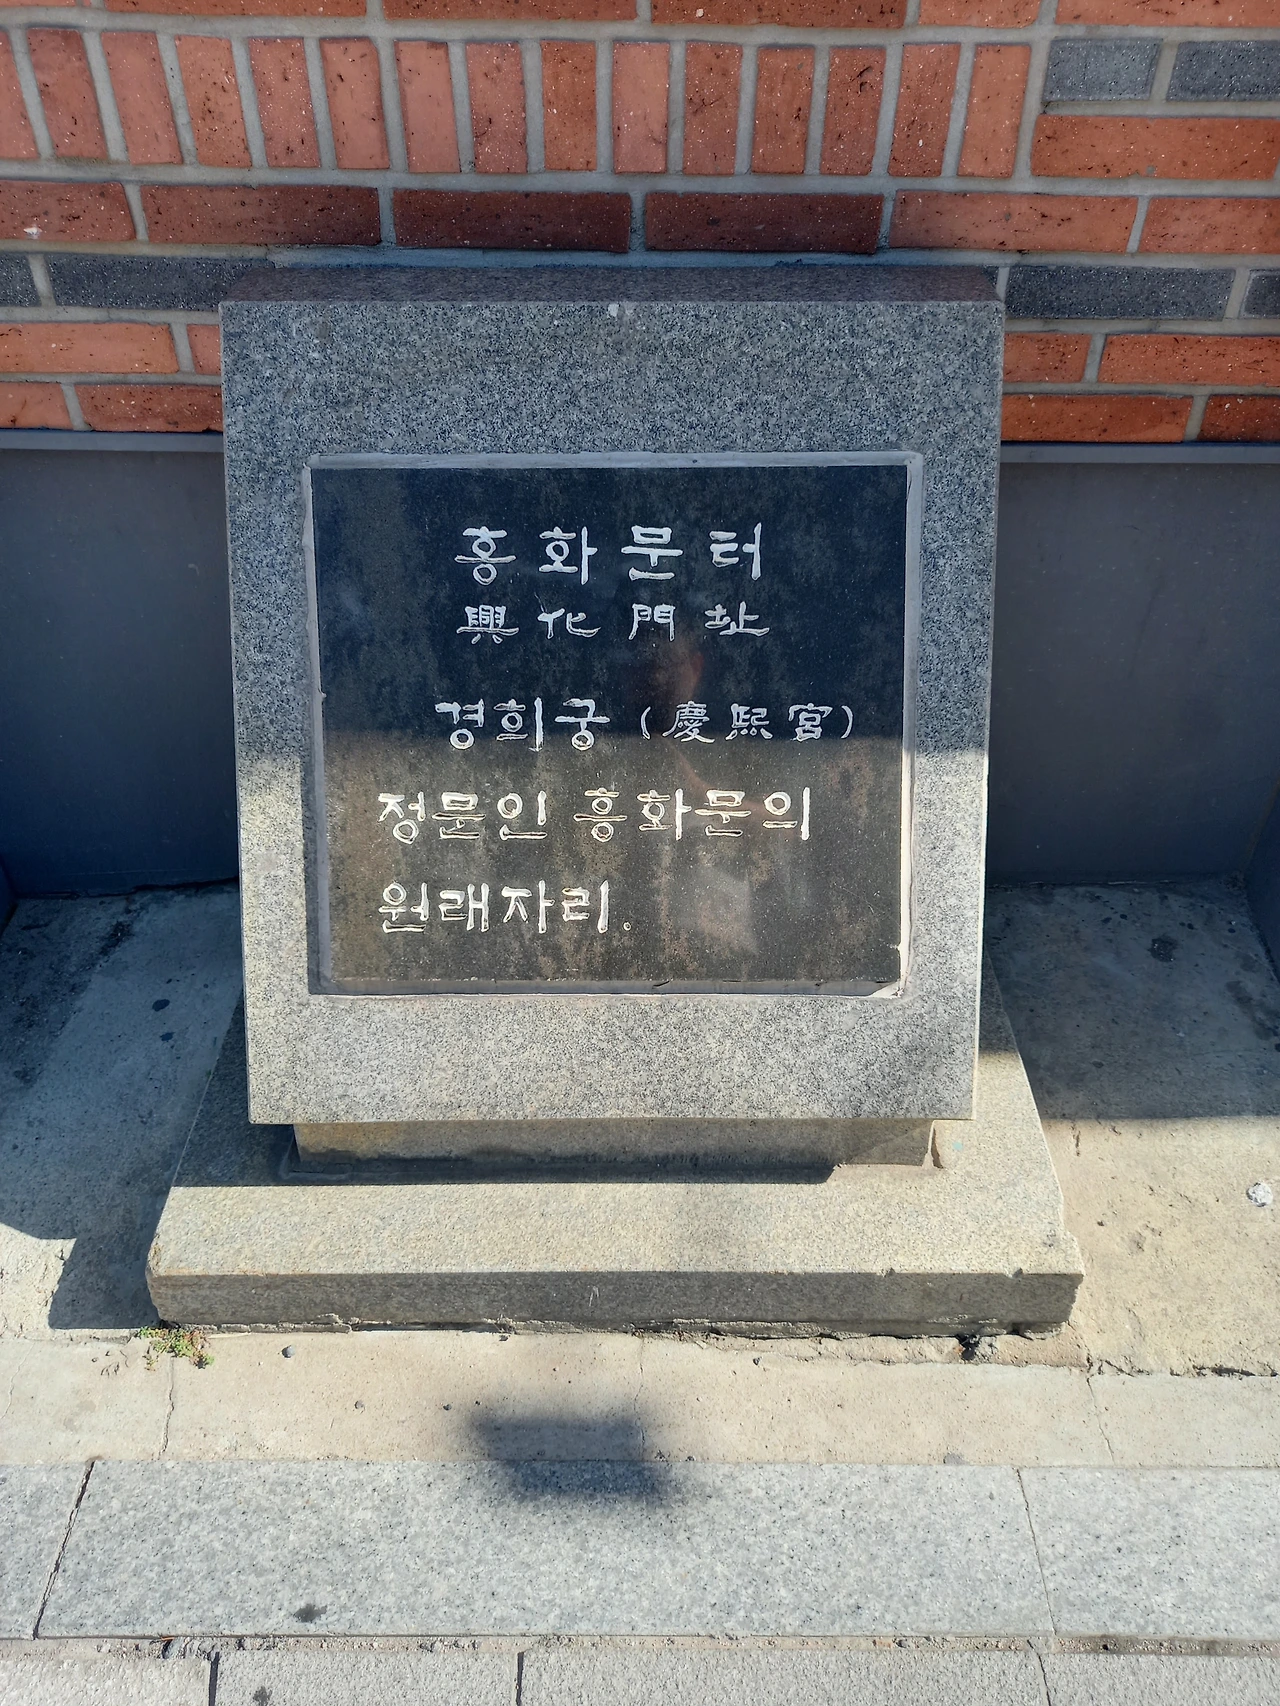 흥화문터
興化門址
경희궁 (慶熙宮)
정문인 흥화문의
원래자리.